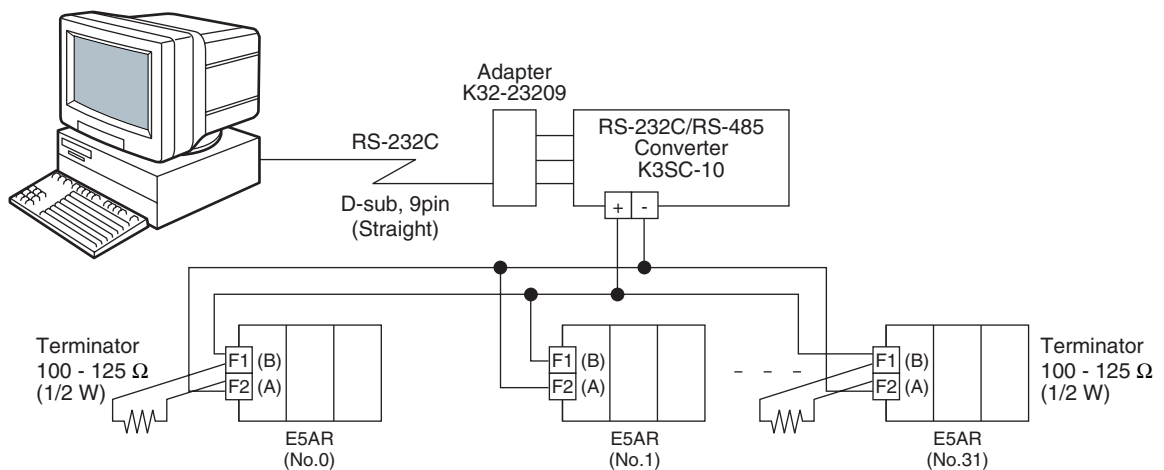 Adapter
K32-23209
RS-232C
D-sub, 9pin
(Straight)
RS-232C/RS-485
Converter
K3SC-10
+ -
Terminator
100 - 125 Ω
(1/2 W)
F1 (B)
F2 (A)
E5AR
(No.0)
F1 (B)
F2 (A)
E5AR
(No.1)
- - -
F1 (B)
F2 (A)
E5AR
(No.31)
Terminator
100 - 125 Ω
(1/2 W)